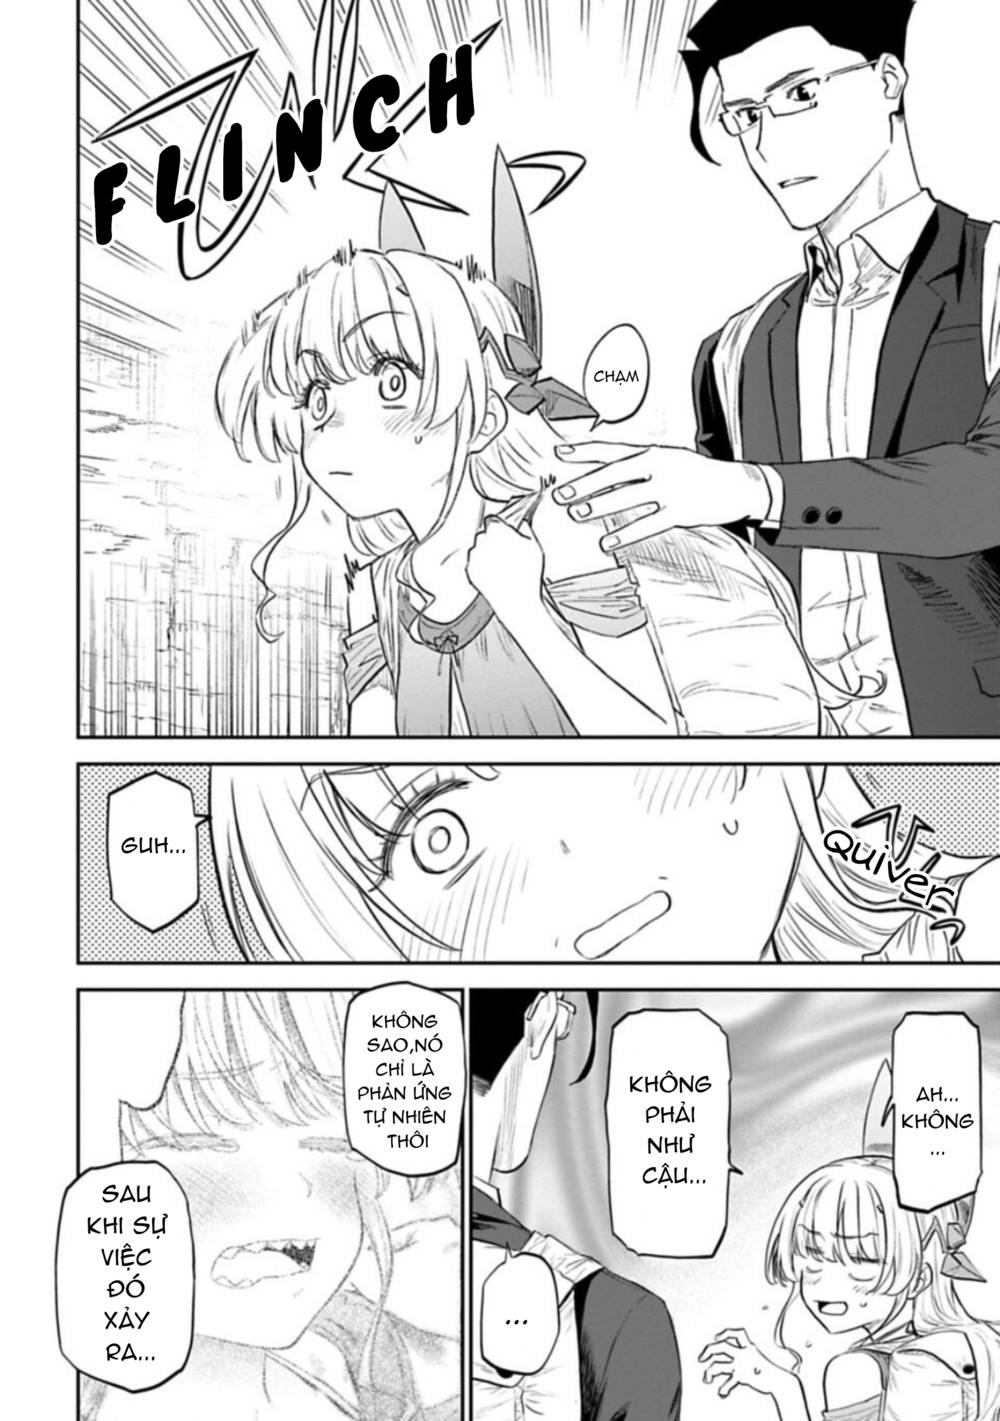 FLINCH
CHẠM
GUH...
QUIVER
AH...
KHÔNG
...
KHÔNG
PHẢI
NHƯ
CẬU...
...
KHÔNG
SAO,NÓ
CHỈ LÀ
PHẢN ỨNG
TỰ NHIÊN
THÔI
SAU
KHI SỰ
VIỆC
ĐÓ
XẢY
RA...